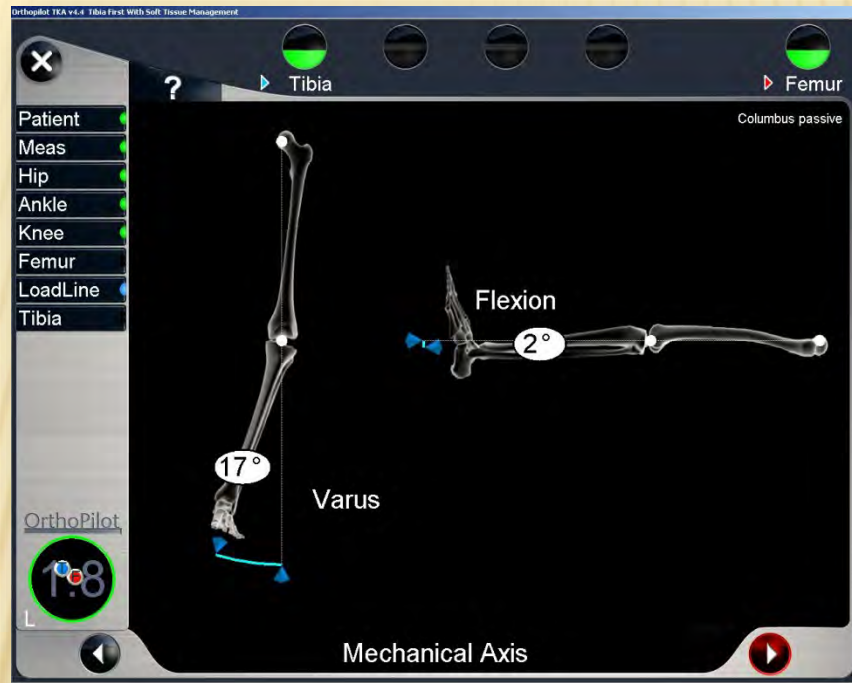 Orthopilot TKA v4.4 Tibia First With Soft Tissue Management
?
Tibia
Femur
Columbus passive
Patient
Meas
Hip
Ankle
Knee
Femur
LoadLine
Tibia
Flexion
2°
17°
Varus
OrthoPilot
1.8
L
Mechanical Axis